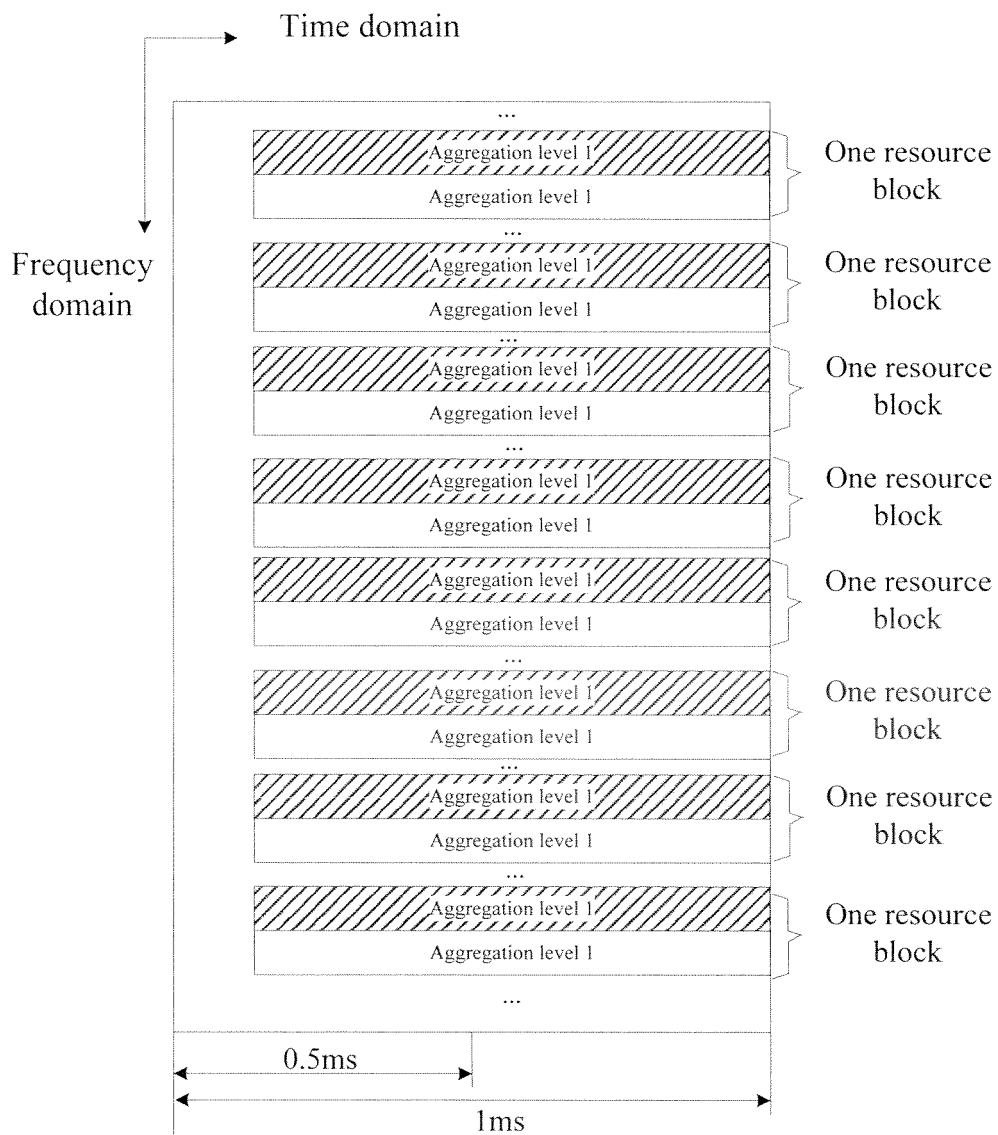 Time domain
Frequency
domain
...
Aggregation level 1
Aggregation level 1
One resource
block
...
Aggregation level 1
Aggregation level 1
One resource
block
...
Aggregation level 1
Aggregation level 1
One resource
block
...
Aggregation level 1
Aggregation level 1
One resource
block
Aggregation level 1
Aggregation level 1
One resource
block
...
Aggregation level 1
Aggregation level 1
One resource
block
...
Aggregation level 1
Aggregation level 1
One resource
block
...
Aggregation level 1
Aggregation level 1
One resource
block
...
0.5ms
1ms